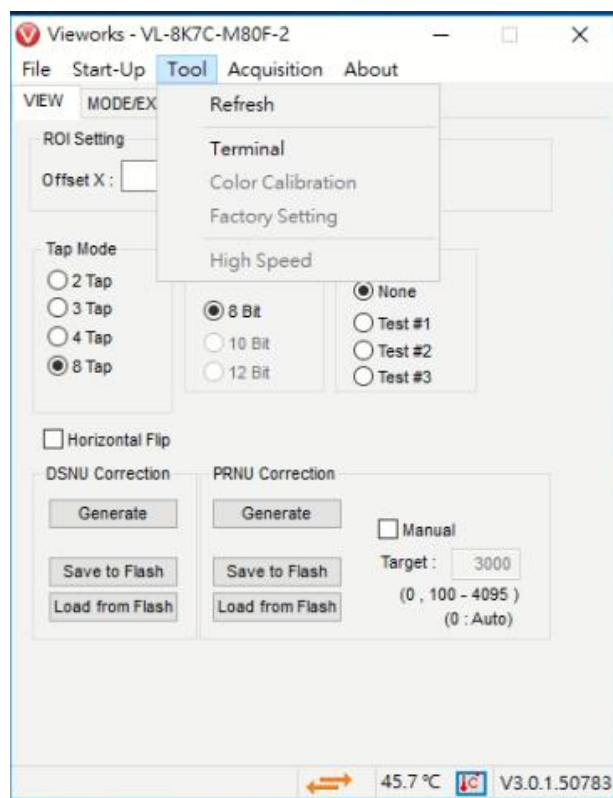 Vieworks - VL-8K7C-M80F-2
File Start-Up Tool Acquisition About
VIEW MODE/EX
Refresh
ROI Setting
Terminal
Offset X :
Color Calibration
Factory Setting
Tap Mode
High Speed
2 Tap
None
3 Tap
8 Bit
Test #1
4 Tap
10 Bit
Test #2
8 Tap
12 Bit
Test #3
Horizontal Flip
DSNU Correction PRNU Correction
Generate Generate
Manual
Save to Flash Save to Flash Target : 3000
Load from Flash Load from Flash (0 , 100 - 4095 )
(0 : Auto)
45.7 ℃ V3.0.1.50783